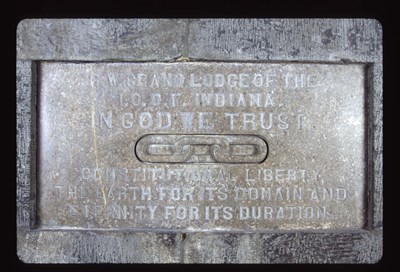 R.W. GRAND LODGE OF THE
I.O.O.F. INDIANA.
IN GOD WE TRUST
CONSTITUTIONAL LIBERTY,
THE EARTH FOR ITS DOMAIN AND
ETERNITY FOR ITS DURATION.